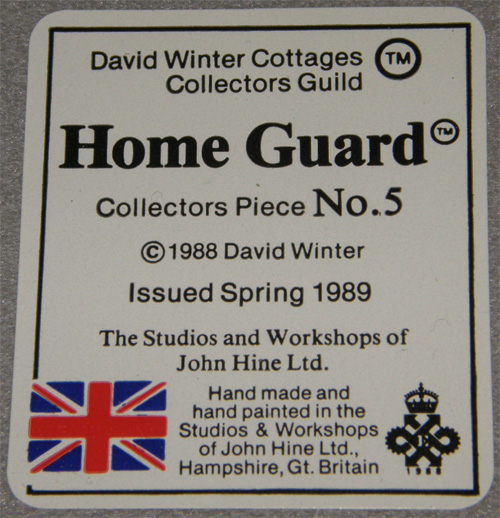 David Winter Cottages TM
Collectors Guild
Home Guard TM
Collectors Piece No.5
©1988 David Winter
Issued Spring 1989
The Studios and Workshops of
John Hine Ltd.
Hand made and
hand painted in the
Studios & Workshops
of John Hine Ltd.,
Hampshire, Gt. Britain
E
1988